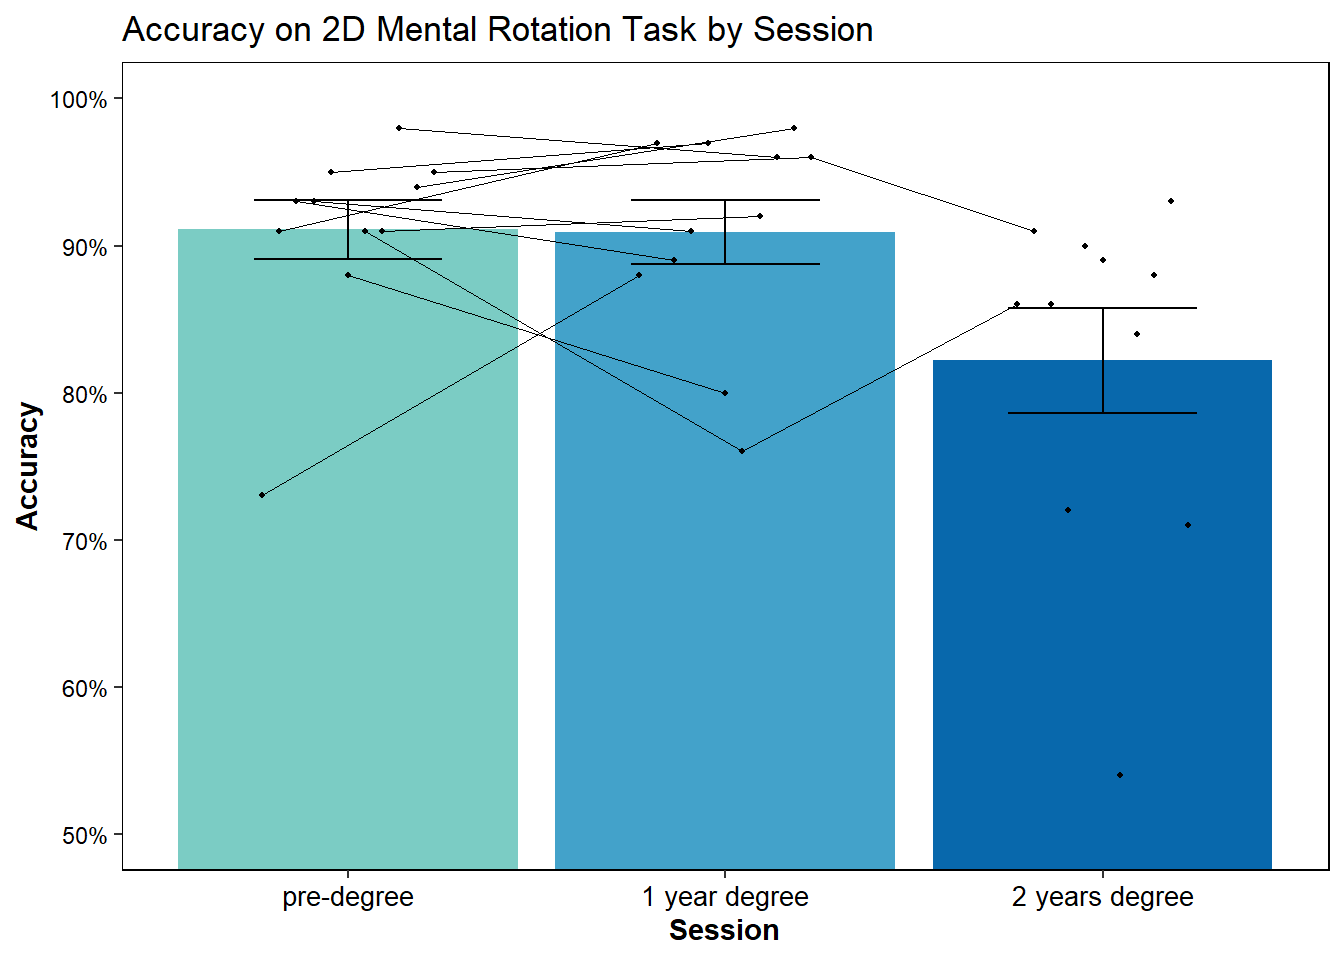 Accuracy on 2D Mental Rotation Task by Session
100%
90%
80%
70%
60%
50%
Accuracy
pre-degree
1 year degree
2 years degree
Session